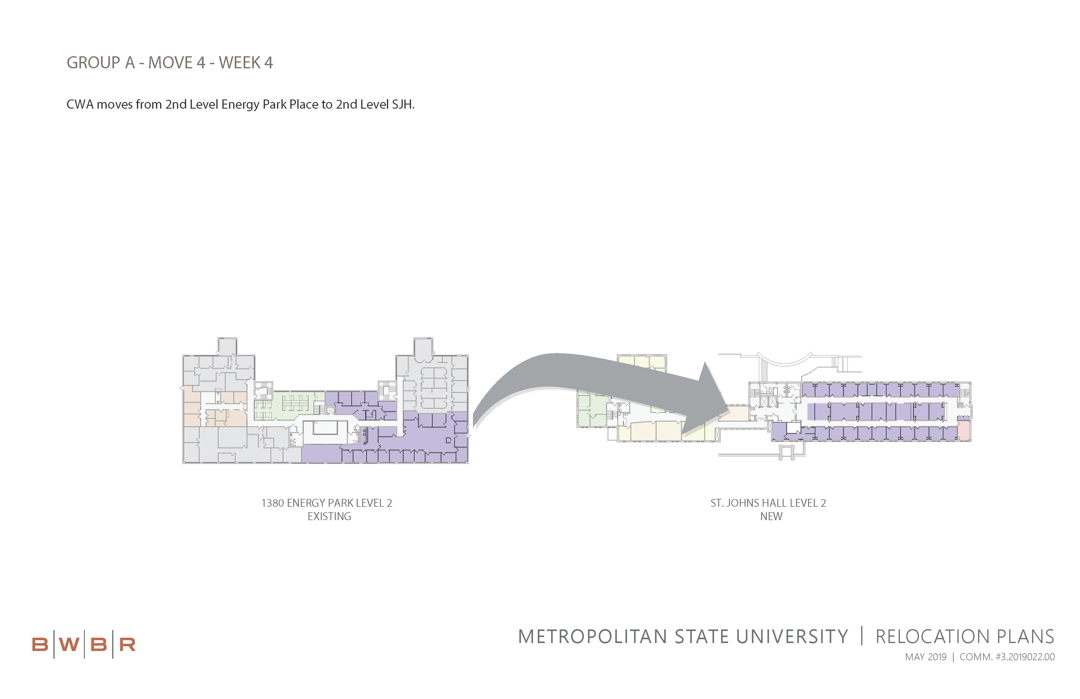 GROUP A - MOVE 4 - WEEK 4
CWA moves from 2nd Level Energy Park Place to 2nd Level SJH.
1380 ENERGY PARK LEVEL 2
EXISTING
ST. JOHNS HALL LEVEL 2
NEW
B|W|B|R
METROPOLITAN STATE UNIVERSITY | RELOCATION PLANS
MAY 2019 | COMM. #3.2019022.00